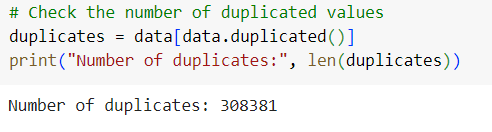 # Check the number of duplicated values
duplicates = data[data.duplicated()]
print("Number of duplicates:", len(duplicates))
Number of duplicates: 308381